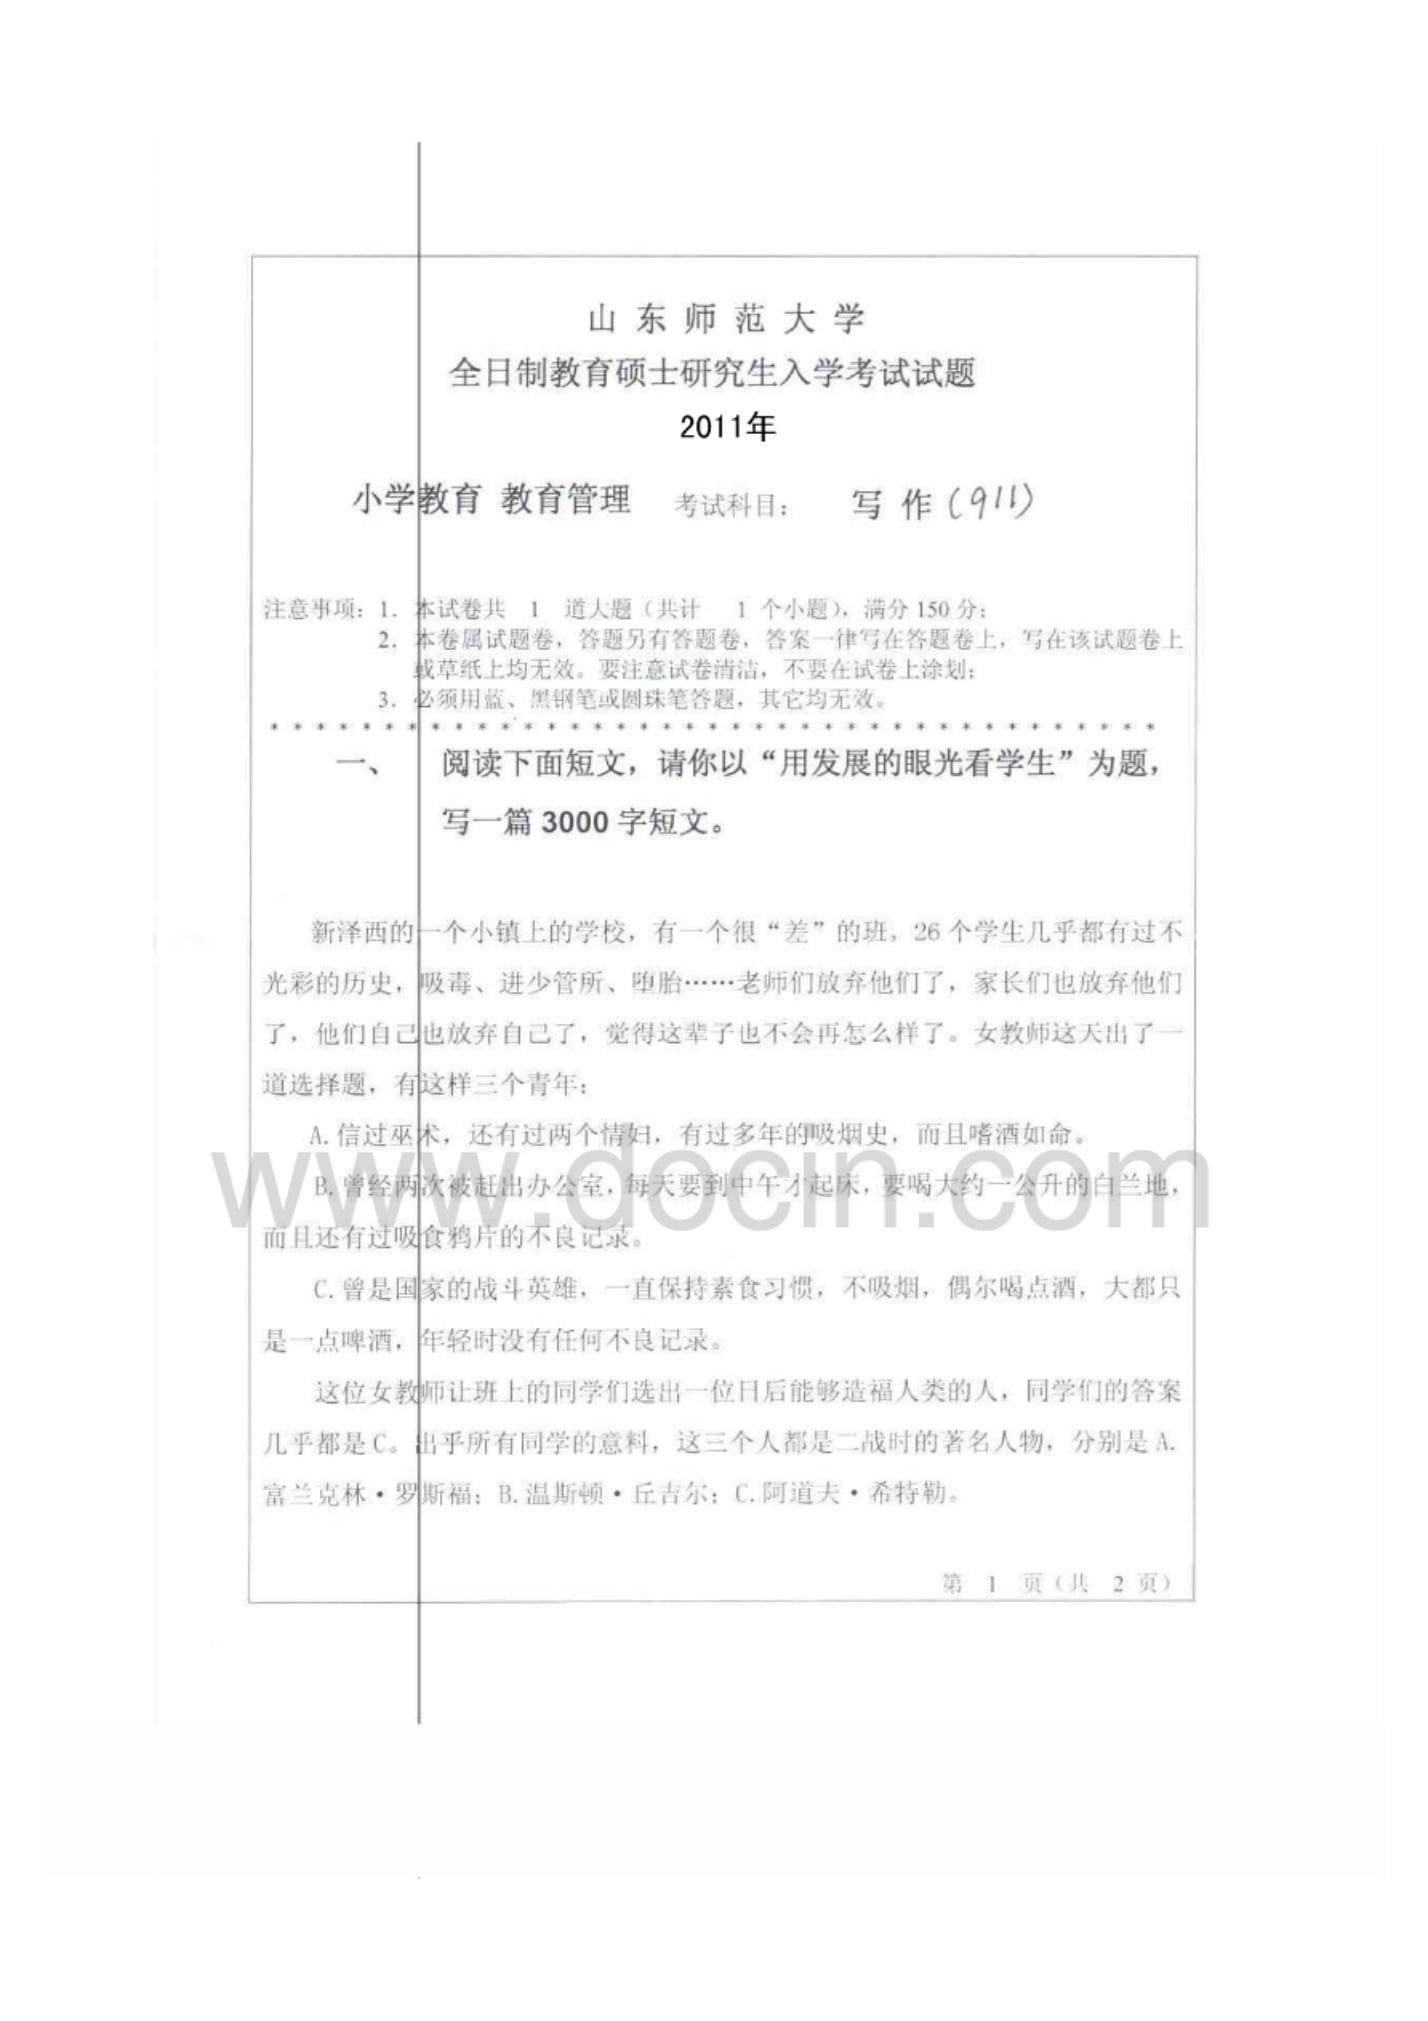 山东师范大学
全日制教育硕士研究生入学考试试题
2011年
小学教育 教育管理 考试科目： 写作(911)
注意事项：1. 本试卷共 1 道大题（共计 1 个小题），满分 150 分；
2. 本卷属试题卷，答题另有答题卷，答案一律写在答题卷上，写在该试题卷上
或草纸上均无效。要注意试卷清洁，不要在试卷上涂划；
3. 必须用蓝、黑钢笔或圆珠笔答题，其它均无效。
* * * * * * * * * * * * * * * * * * * * * * * * * * * * * * * * * * * * * * *
一、 阅读下面短文，请你以“用发展的眼光看学生”为题，
写一篇 3000 字短文。
新泽西的一个小镇上的学校，有一个很“差”的班，26 个学生几乎都有过不
光彩的历史，吸毒、进少管所、堕胎……老师们放弃他们了，家长们也放弃他们
了，他们自己也放弃自己了，觉得这辈子也不会再怎么样了。女教师这天出了一
道选择题，有这样三个青年：
A.信过巫术，还有过两个情妇，有过多年的吸烟史，而且嗜酒如命。
www.docin.com
B.曾经两次被赶出办公室，每天要到中午才起床，要喝大约一公升的白兰地，
而且还有过吸食鸦片的不良记录。
C.曾是国家的战斗英雄，一直保持素食习惯，不吸烟，偶尔喝点酒，大都只
是一点啤酒，年轻时没有任何不良记录。
这位女教师让班上的同学们选出一位日后能够造福人类的人，同学们的答案
几乎都是 C。出乎所有同学的意料，这三个人都是二战时的著名人物，分别是 A.
富兰克林·罗斯福；B.温斯顿·丘吉尔；C.阿道夫·希特勒。
第 1 页（共 2 页）